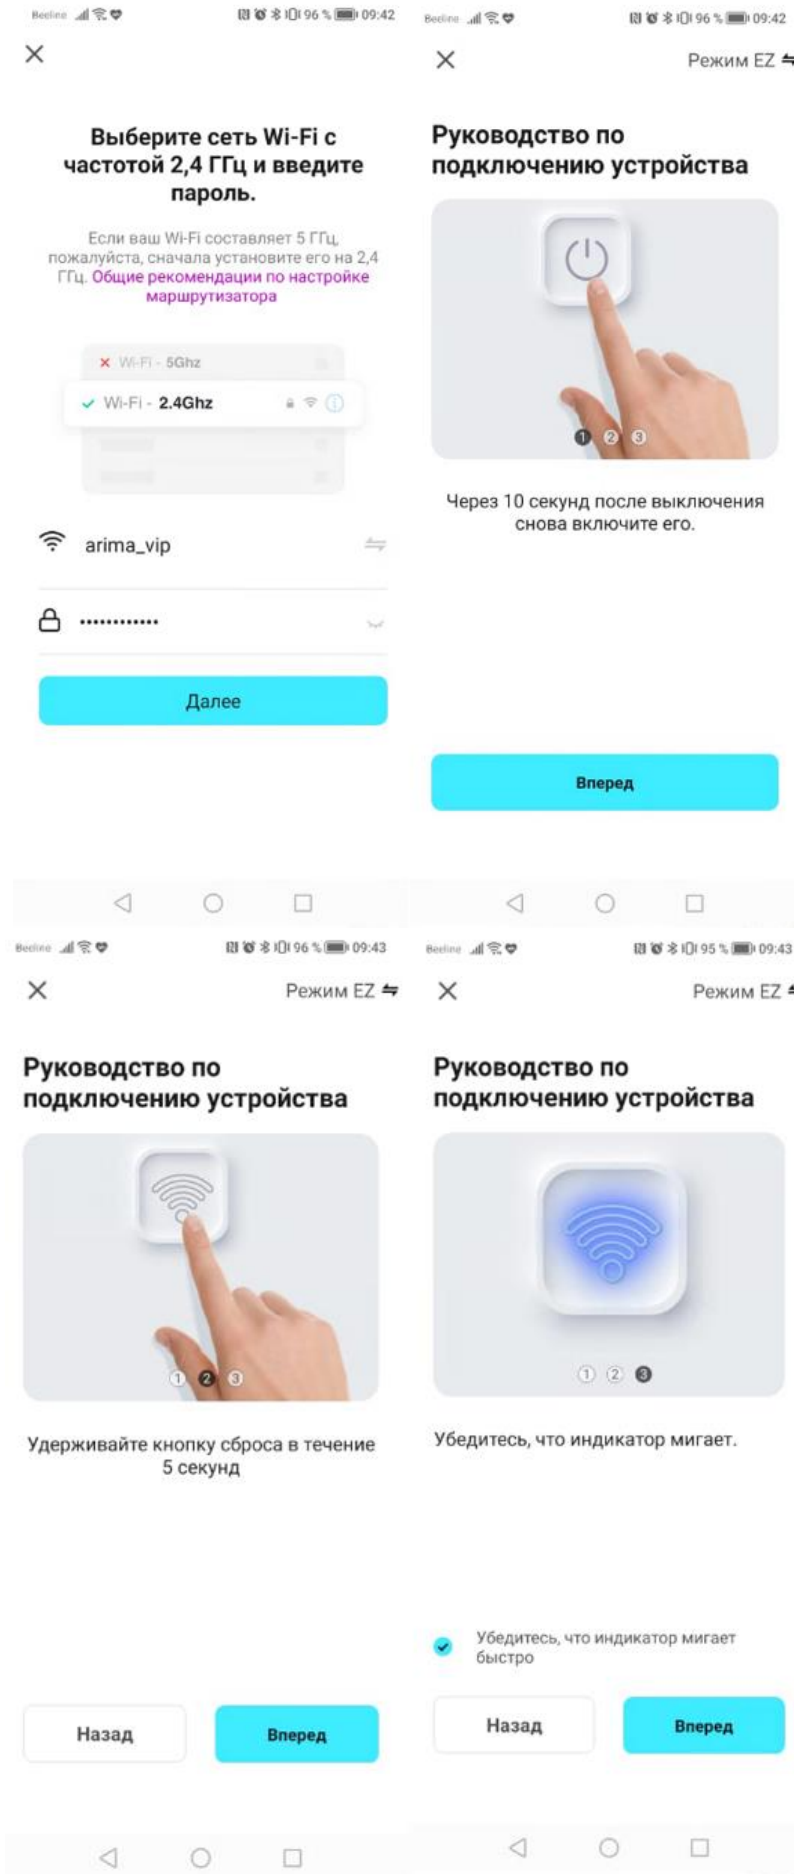 Beeline 96 % 09:42
Выберите сеть Wi-Fi с
частотой 2,4 ГГц и введите
пароль.
Если ваш Wi-Fi составляет 5 ГГц,
пожалуйста, сначала установите его на 2,4
ГГц. Общие рекомендации по настройке
маршрутизатора
Wi-Fi - 5Ghz
Wi-Fi - 2.4Ghz
arima_vip
••••••••••••
Далее
Beeline 96 % 09:42
Режим EZ
Руководство по
подключению устройства
1 2 3
Через 10 секунд после выключения
снова включите его.
Вперед
Beeline 96 % 09:43
Режим EZ
Руководство по
подключению устройства
1 2 3
Удерживайте кнопку сброса в течение
5 секунд
Назад Вперед
Beeline 95 % 09:43
Режим EZ
Руководство по
подключению устройства
1 2 3
Убедитесь, что индикатор мигает.
Убедитесь, что индикатор мигает
быстро
Назад Вперед